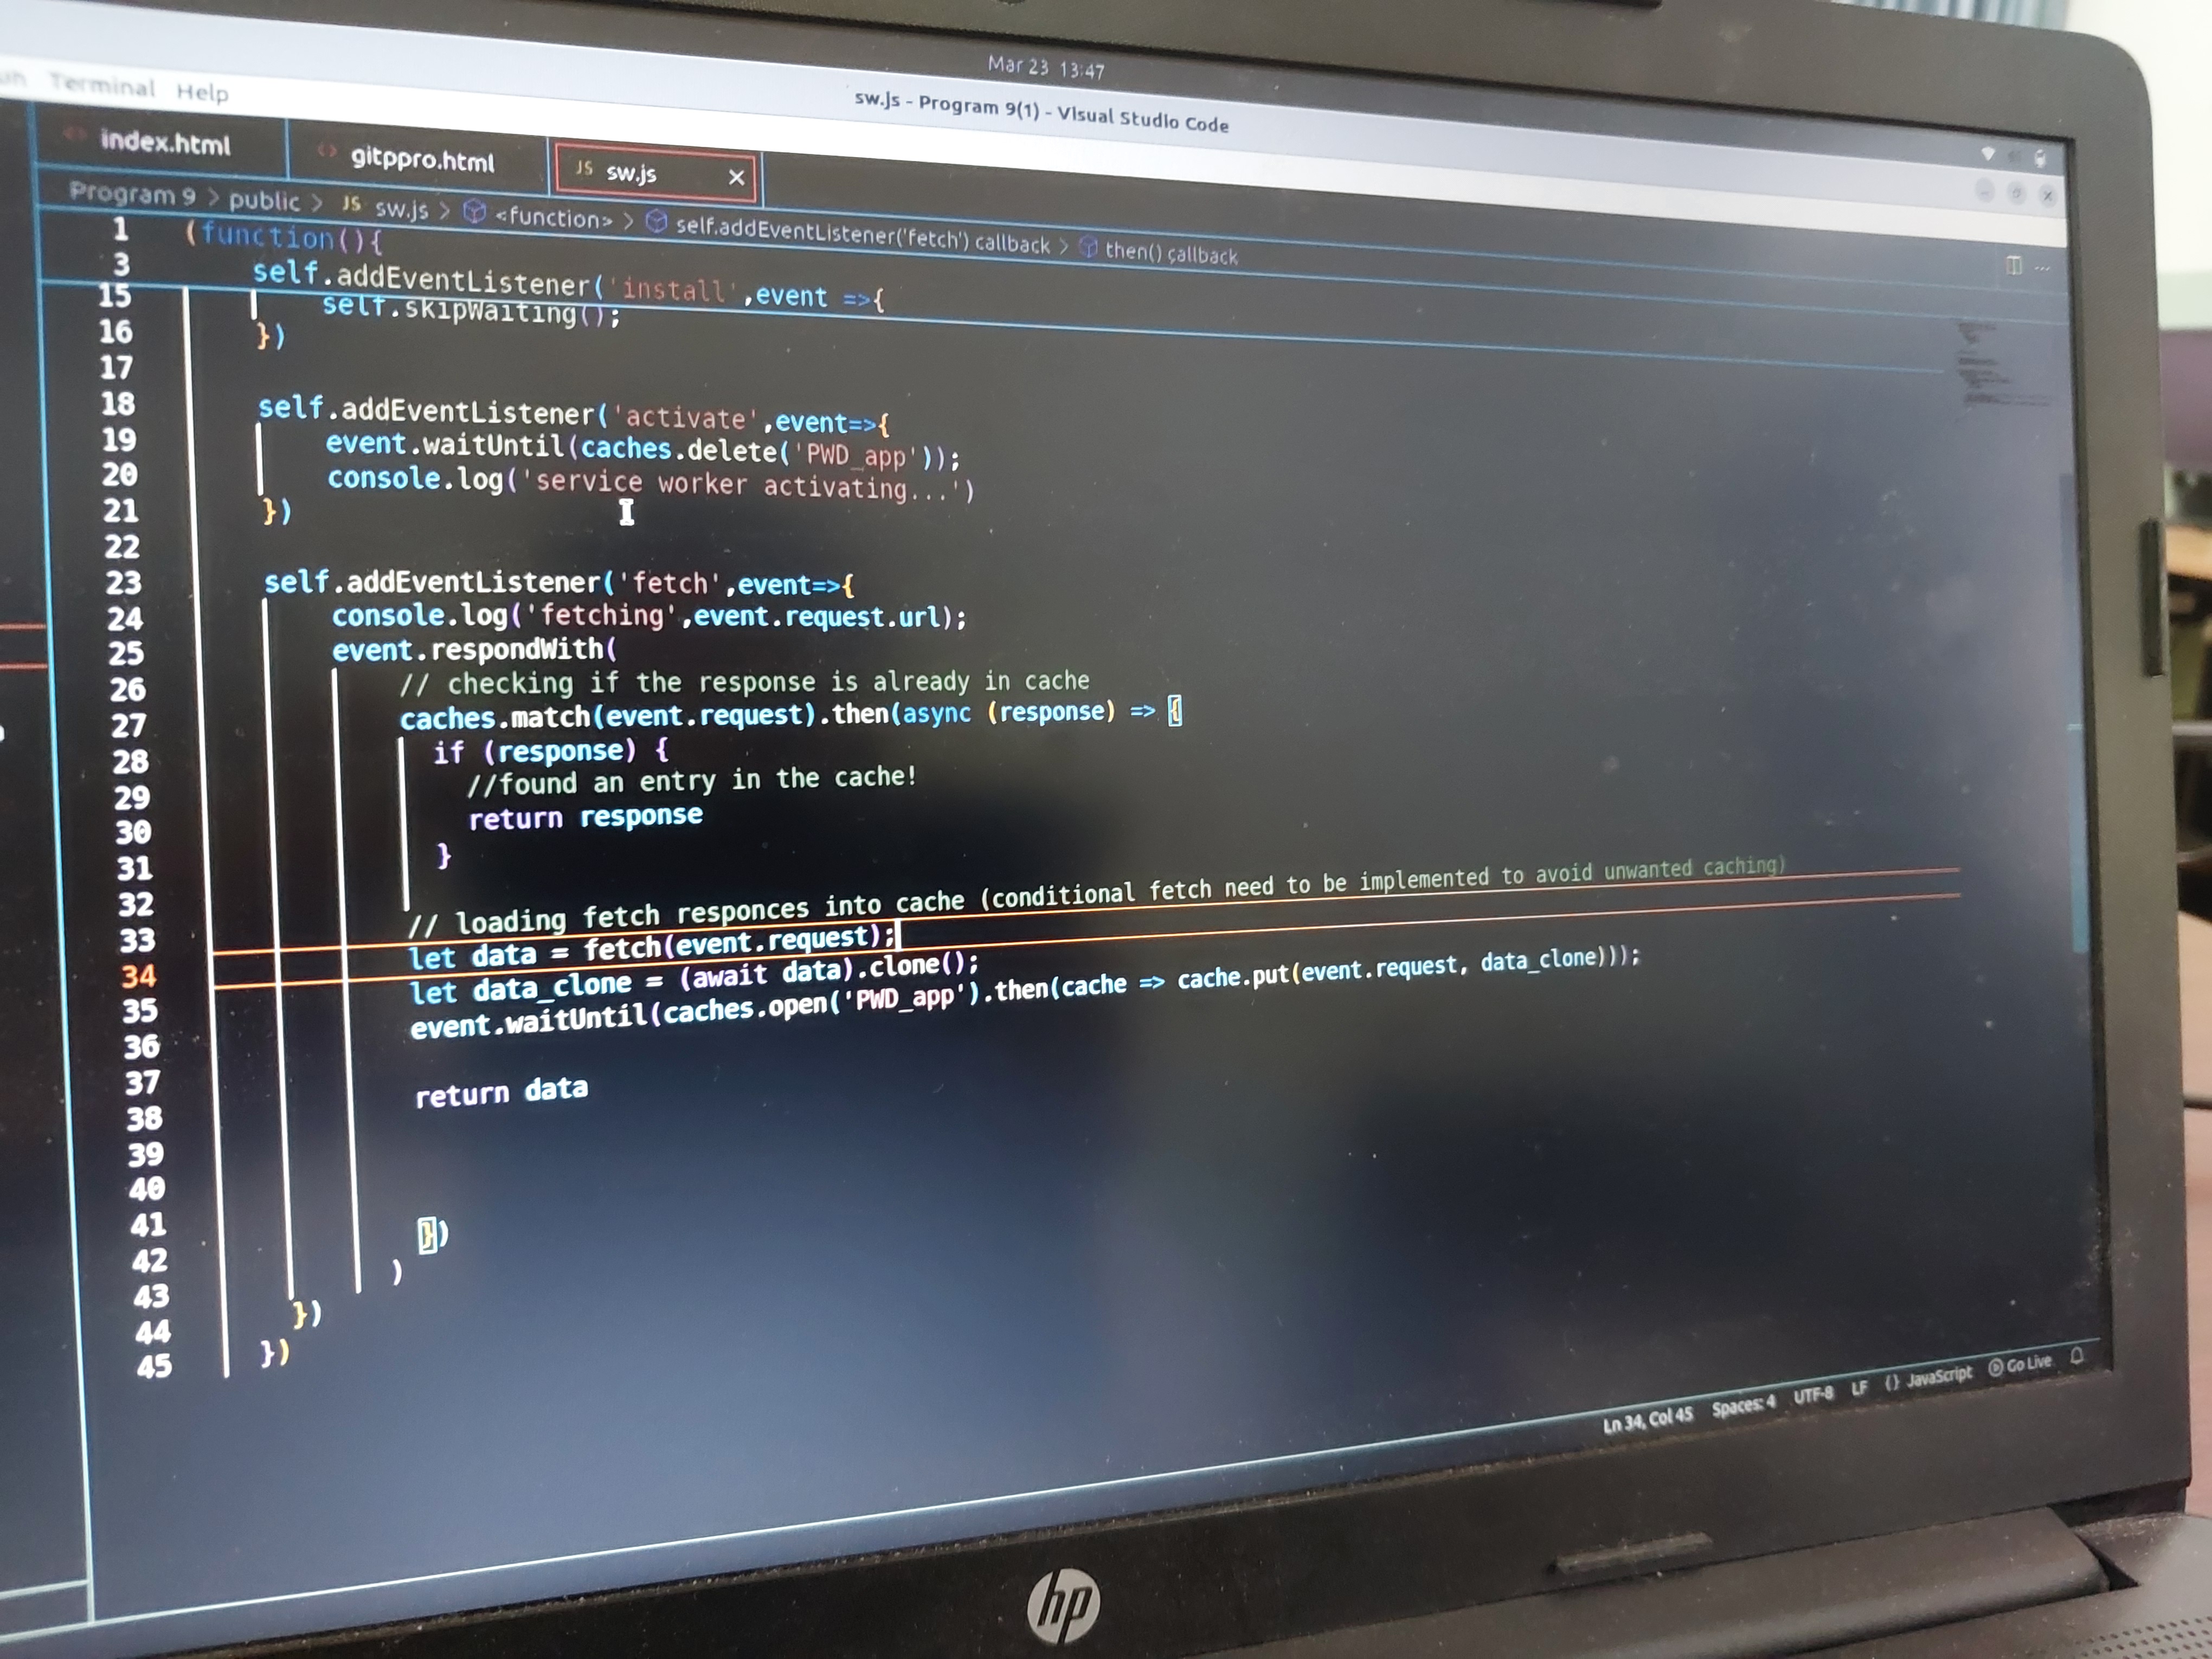 Mar 23 13:47
Terminal Help
sw.js - Program 9(1) - Visual Studio Code
index.html
gitppro.html
JS sw.js
Program 9 > public > JS sw.js > <function> > self.addEventListener('fetch') callback > then() callback
1 (function(){
3 self.addEventListener('install',event =>{
15 self.skipWaiting();
16 })
17
18 self.addEventListener('activate',event=>{
19 event.waitUntil(caches.delete('PWD_app'));
20 console.log('service worker activating...')
21 })
22
23 self.addEventListener('fetch',event=>{
24 console.log('fetching',event.request.url);
25 event.respondWith(
26 // checking if the response is already in cache
27 caches.match(event.request).then(async (response) => {
28 if (response) {
29 //found an entry in the cache!
30 return response
31 }
32
33 // loading fetch responces into cache (conditional fetch need to be implemented to avoid unwanted caching)
34 let data = fetch(event.request);
35 let data_clone = (await data).clone();
36 event.waitUntil(caches.open('PWD_app').then(cache => cache.put(event.request, data_clone)));
37
38 return data
39
40
41
42 })
43 )
44 })
45 })
Ln 34, Col 45 Spaces: 4 UTF-8 LF {} JavaScript Go Live
hp